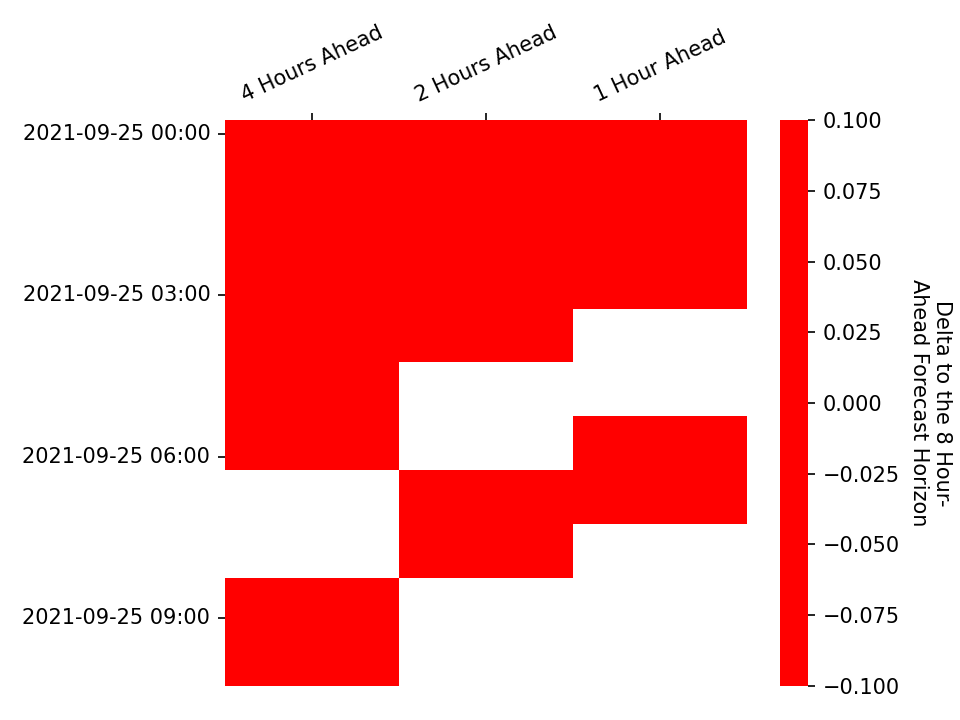 4 Hours Ahead
2 Hours Ahead
1 Hour Ahead
2021-09-25 00:00
2021-09-25 03:00
2021-09-25 06:00
2021-09-25 09:00
0.100
0.075
0.050
0.025
0.000
−0.025
−0.050
−0.075
−0.100
Delta to the 8 Hour-
Ahead Forecast Horizon